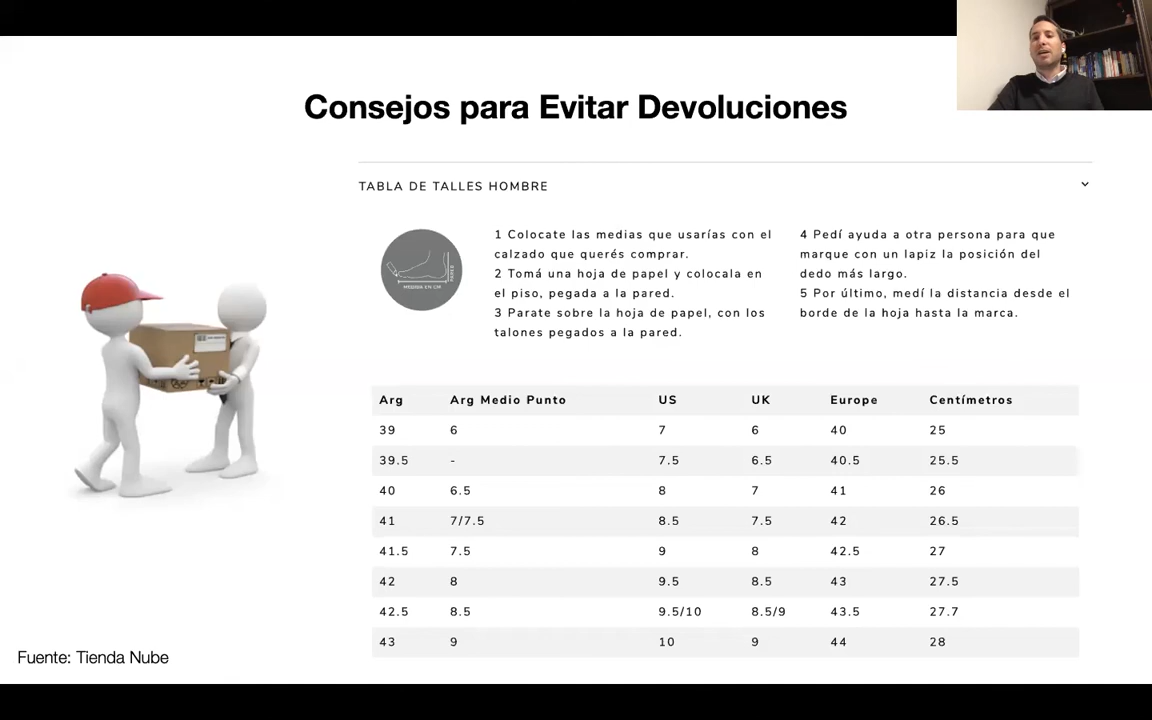 Consejos para Evitar Devoluciones
TABLA DE TALLES HOMBRE
MEDIDA EN CM
PARED
1 Colocate las medias que usarías con el
calzado que querés comprar.
2 Tomá una hoja de papel y colocala en
el piso, pegada a la pared.
3 Parate sobre la hoja de papel, con los
talones pegados a la pared.
4 Pedí ayuda a otra persona para que
marque con un lapiz la posición del
dedo más largo.
5 Por último, medí la distancia desde el
borde de la hoja hasta la marca.
Arg Arg Medio Punto US UK Europe Centímetros
39 6 7 6 40 25
39.5 - 7.5 6.5 40.5 25.5
40 6.5 8 7 41 26
41 7/7.5 8.5 7.5 42 26.5
41.5 7.5 9 8 42.5 27
42 8 9.5 8.5 43 27.5
42.5 8.5 9.5/10 8.5/9 43.5 27.7
43 9 10 9 44 28
Fuente: Tienda Nube